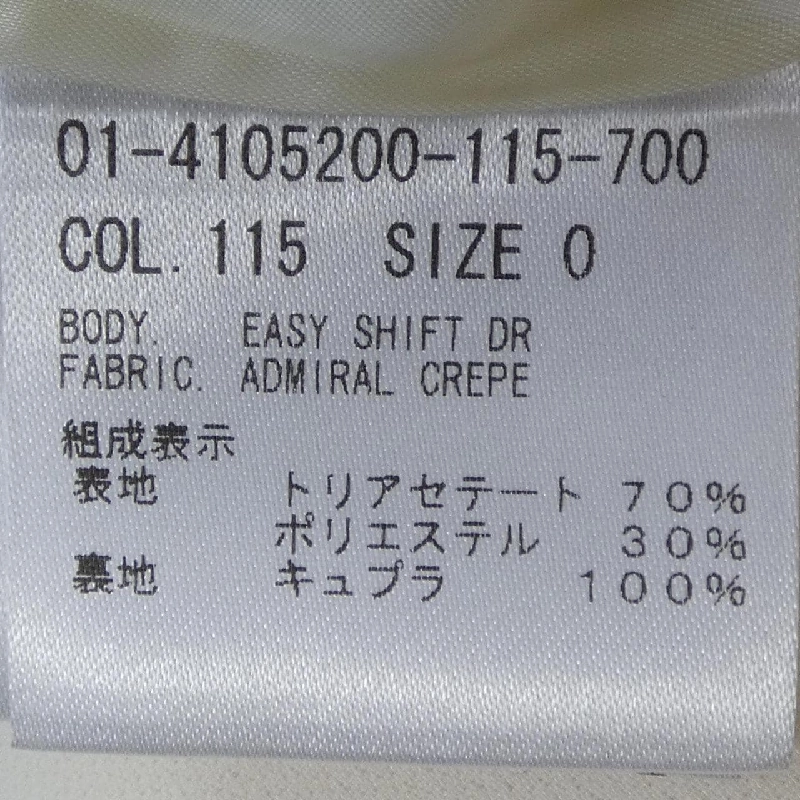 01-4105200-115-700
COL. 115 SIZE 0
BODY. EASY SHIFT DR
FABRIC. ADMIRAL CREPE
組成表示
表地 トリアセテート 70%
ポリエステル 30%
裏地 キュプラ 100%